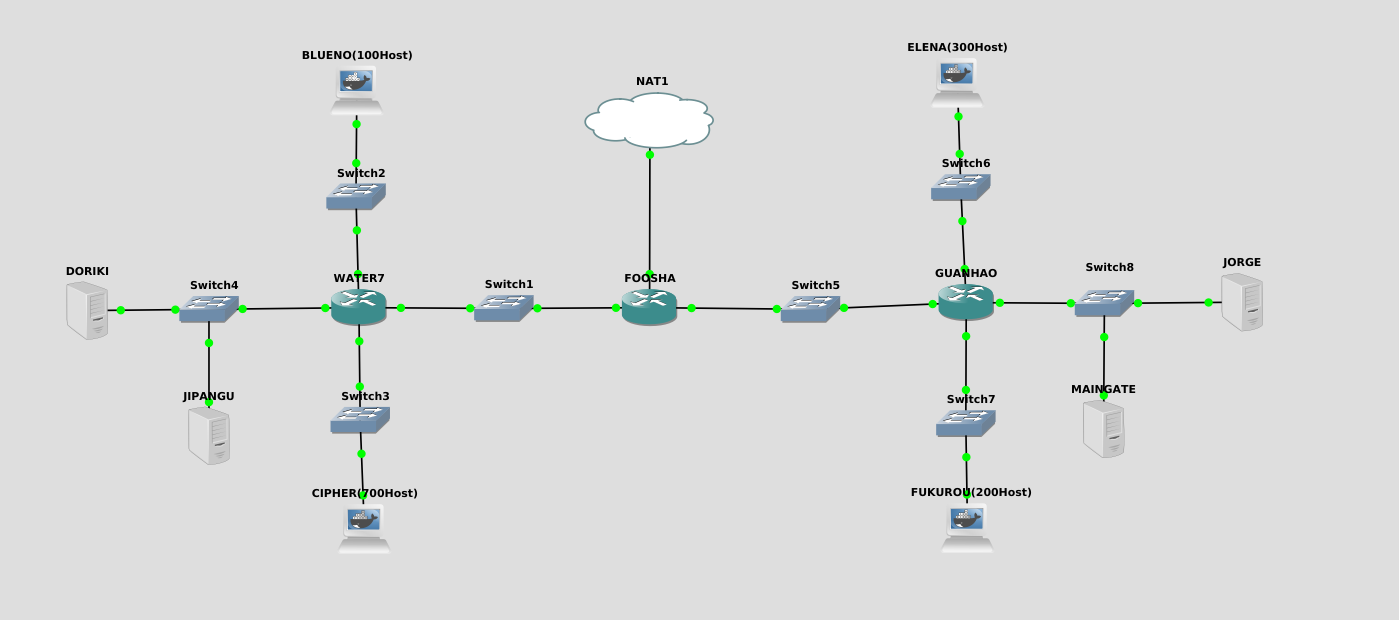 ELENA(300Host)
BLUENO(100Host)
NAT1
Switch6
Switch2
JORGE
Switch8
DORIKI
GUANHAO
WATER7
FOOSHA
Switch1
Switch4
Switch5
MAINGATE
JIPANGU
Switch3
Switch7
FUKUROU(200Host)
CIPHER(700Host)